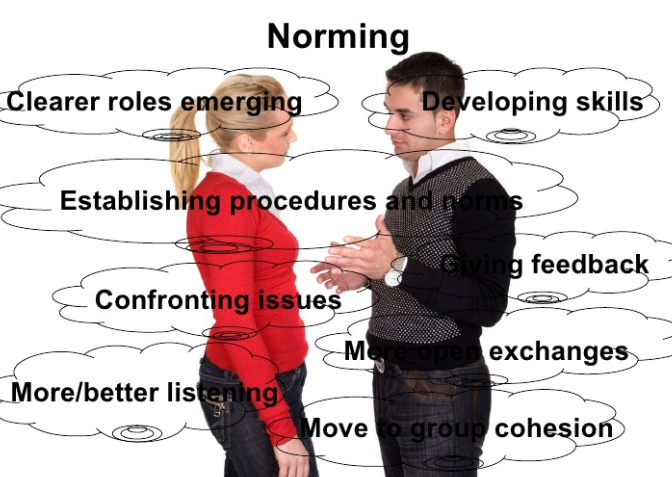 Norming
Clearer roles emerging
Developing skills
Establishing procedures and norms
Giving feedback
Confronting issues
More open exchanges
More/better listening
Move to group cohesion